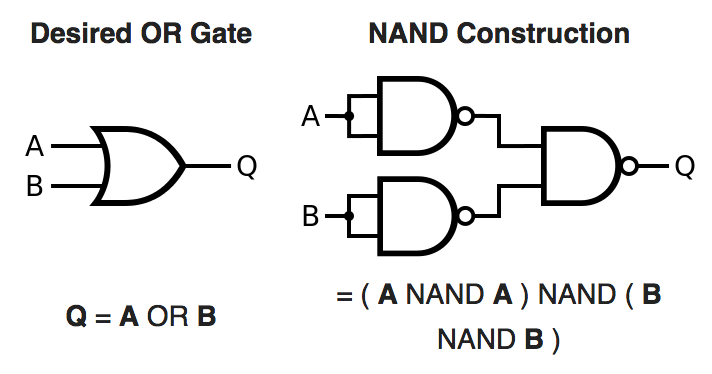 Desired OR Gate
NAND Construction
A
B
Q
A
B
Q
Q = A OR B
= ( A NAND A ) NAND ( B
NAND B )